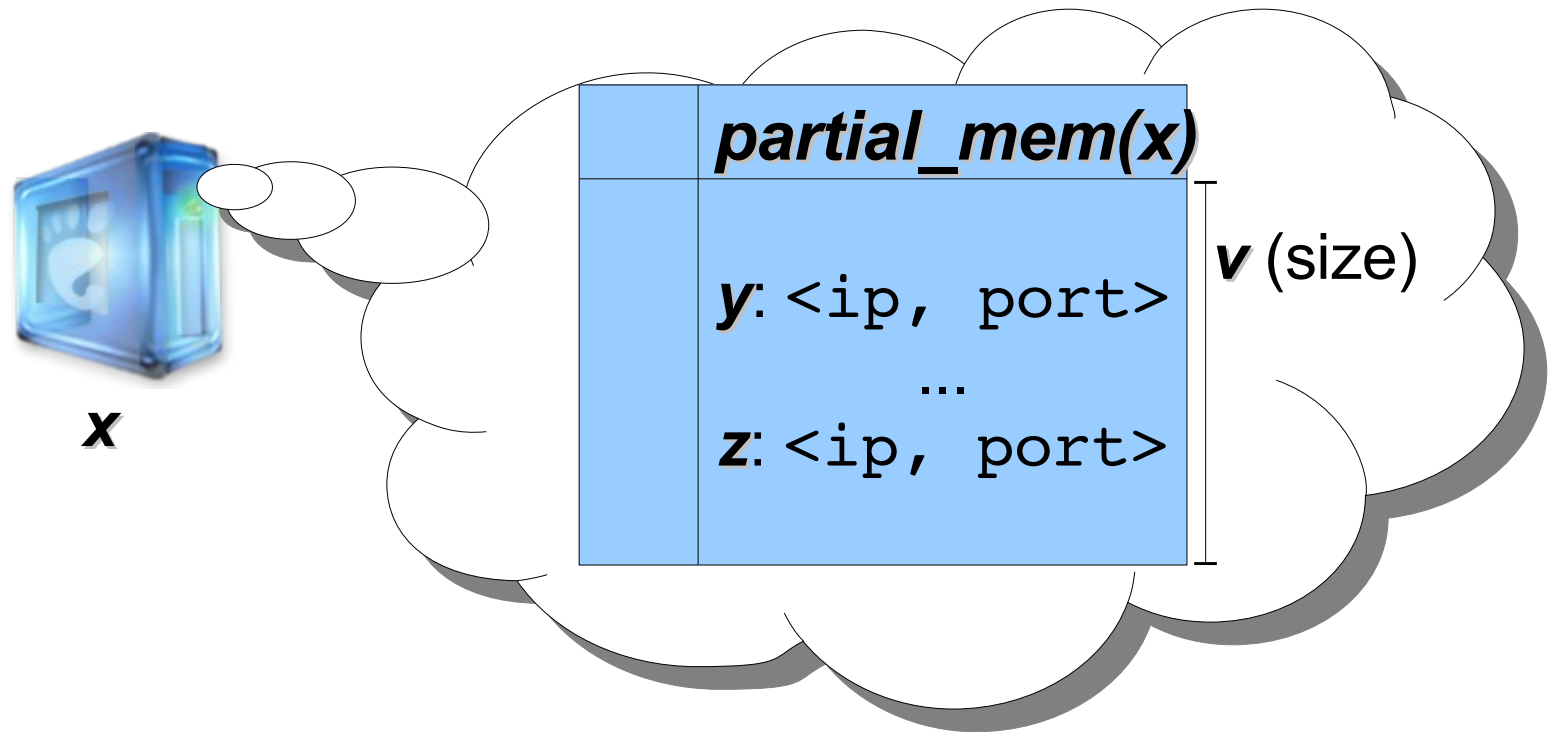 partial_mem(x)
v (size)
y: <ip, port>
...
z: <ip, port>
x